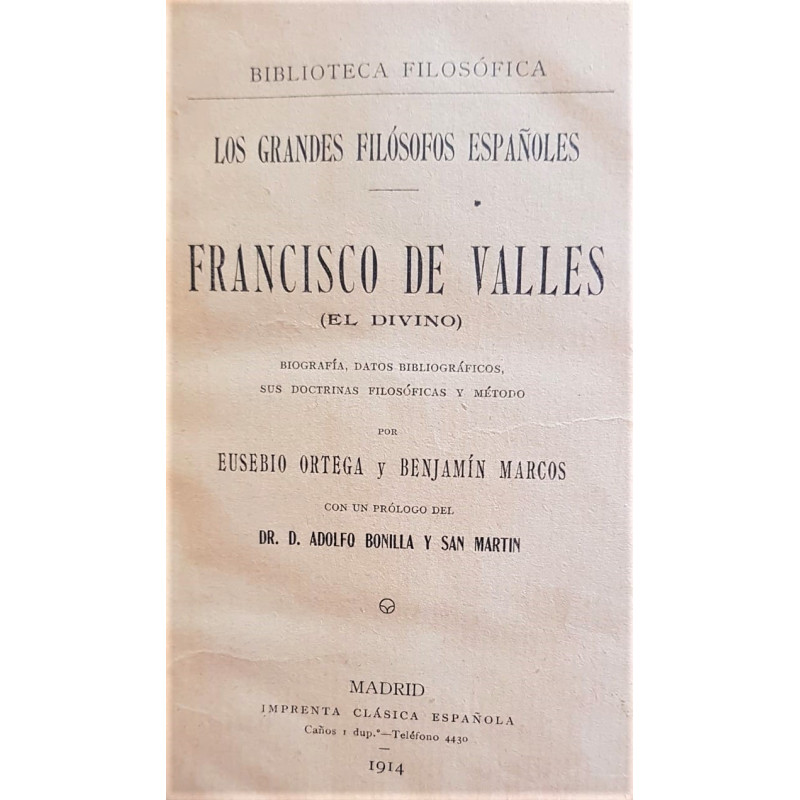 BIBLIOTECA FILOSÓFICA
LOS GRANDES FILÓSOFOS ESPAÑOLES
FRANCISCO DE VALLES
(EL DIVINO)
BIOGRAFÍA, DATOS BIBLIOGRÁFICOS,
SUS DOCTRINAS FILOSÓFICAS Y MÉTODO
POR
EUSEBIO ORTEGA y BENJAMÍN MARCOS
CON UN PRÓLOGO DEL
DR. D. ADOLFO BONILLA Y SAN MARTIN
MADRID
IMPRENTA CLÁSICA ESPAÑOLA
Caños 1 dup.º—Teléfono 4430
1914